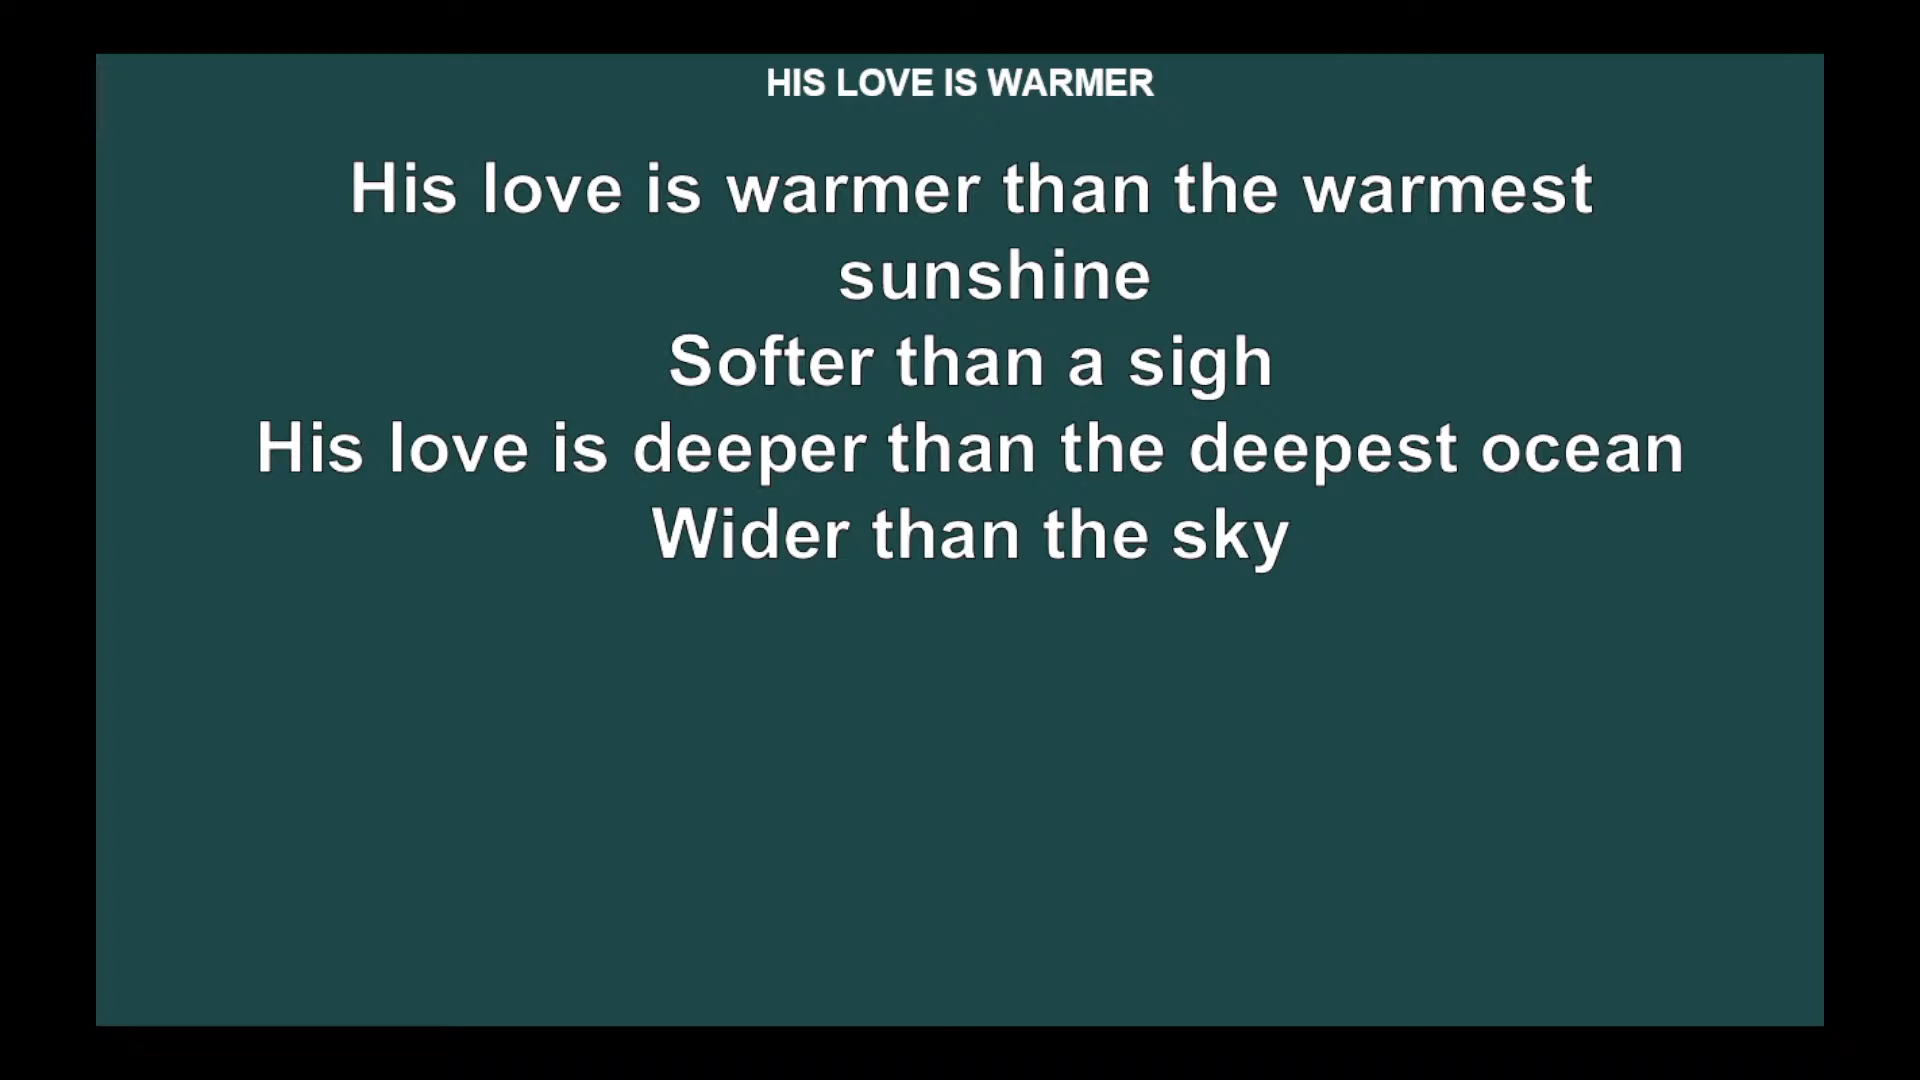 HIS LOVE IS WARMER
His love is warmer than the warmest
sunshine
Softer than a sigh
His love is deeper than the deepest ocean
Wider than the sky